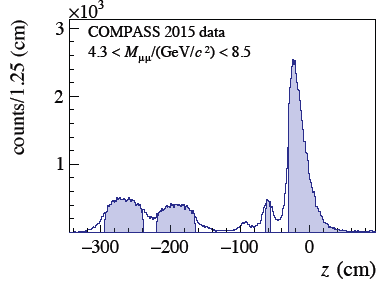 ×10³
COMPASS 2015 data
4.3 < Mμμ/(GeV/c²) < 8.5
counts/1.25 (cm)
3
2
1
−300 −200 −100 0
z (cm)